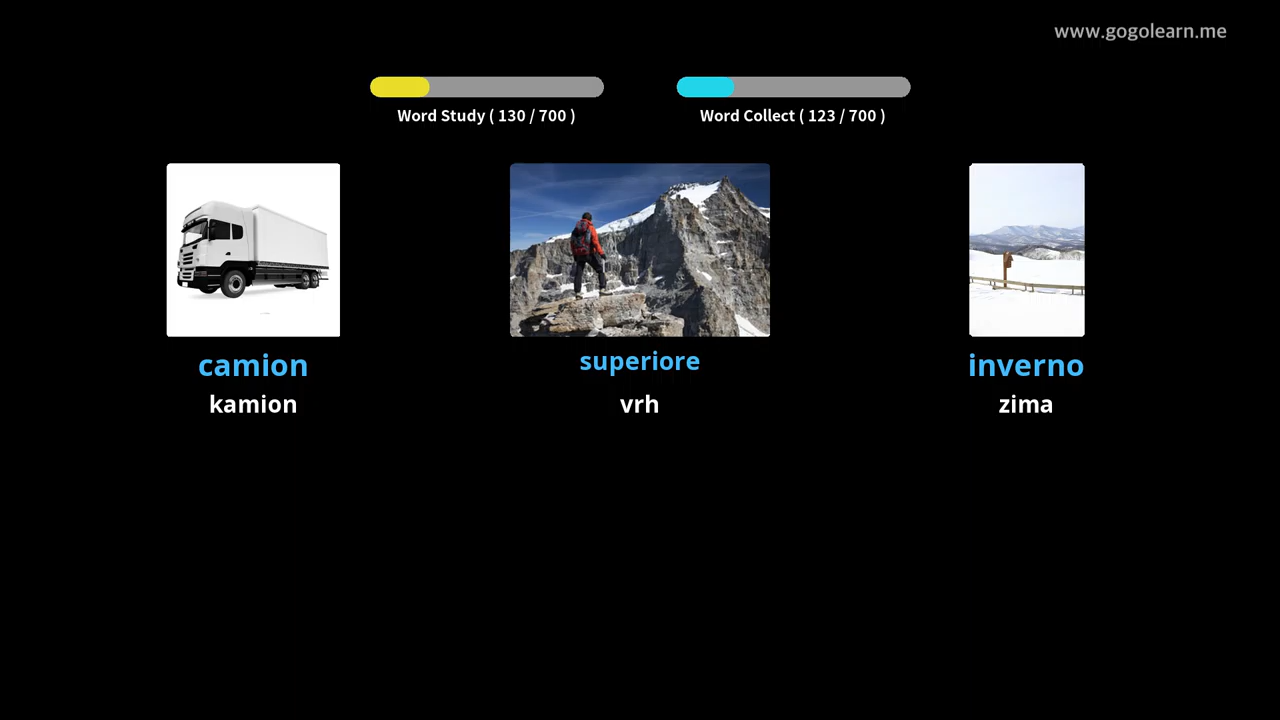 www.gogolearn.me
Word Study ( 130 / 700 )
Word Collect ( 123 / 700 )
camion
superiore
inverno
kamion
vrh
zima